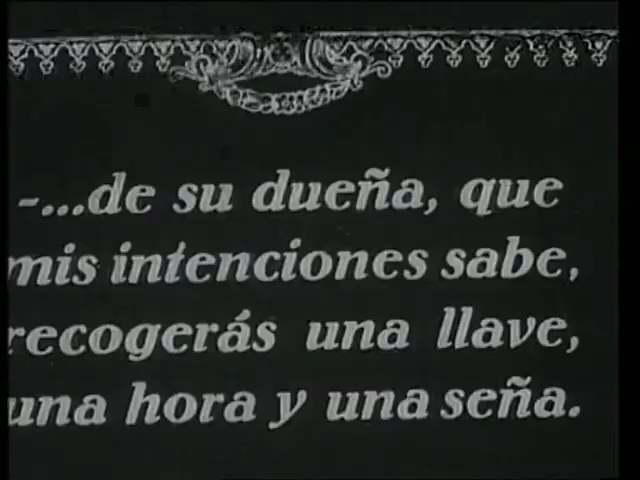 -...de su dueña, que
mis intenciones sabe,
recogerás una llave,
una hora y una seña.